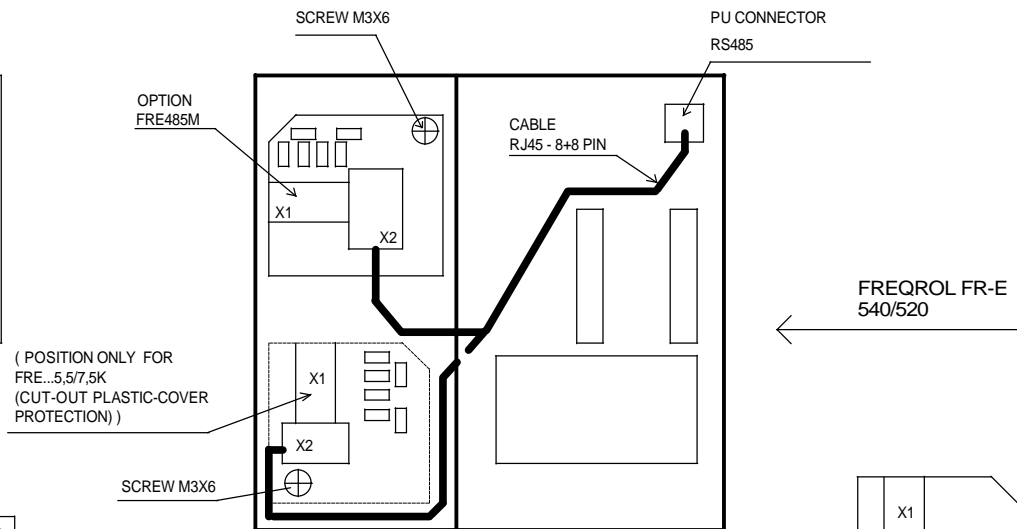 SCREW M3X6
PU CONNECTOR
RS485
OPTION
FRE485M
CABLE
RJ45 - 8+8 PIN
X1
X2
FREQROL FR-E
540/520
( POSITION ONLY FOR
FRE...5,5/7,5K
(CUT-OUT PLASTIC-COVER
PROTECTION) )
X1
X2
SCREW M3X6
X1